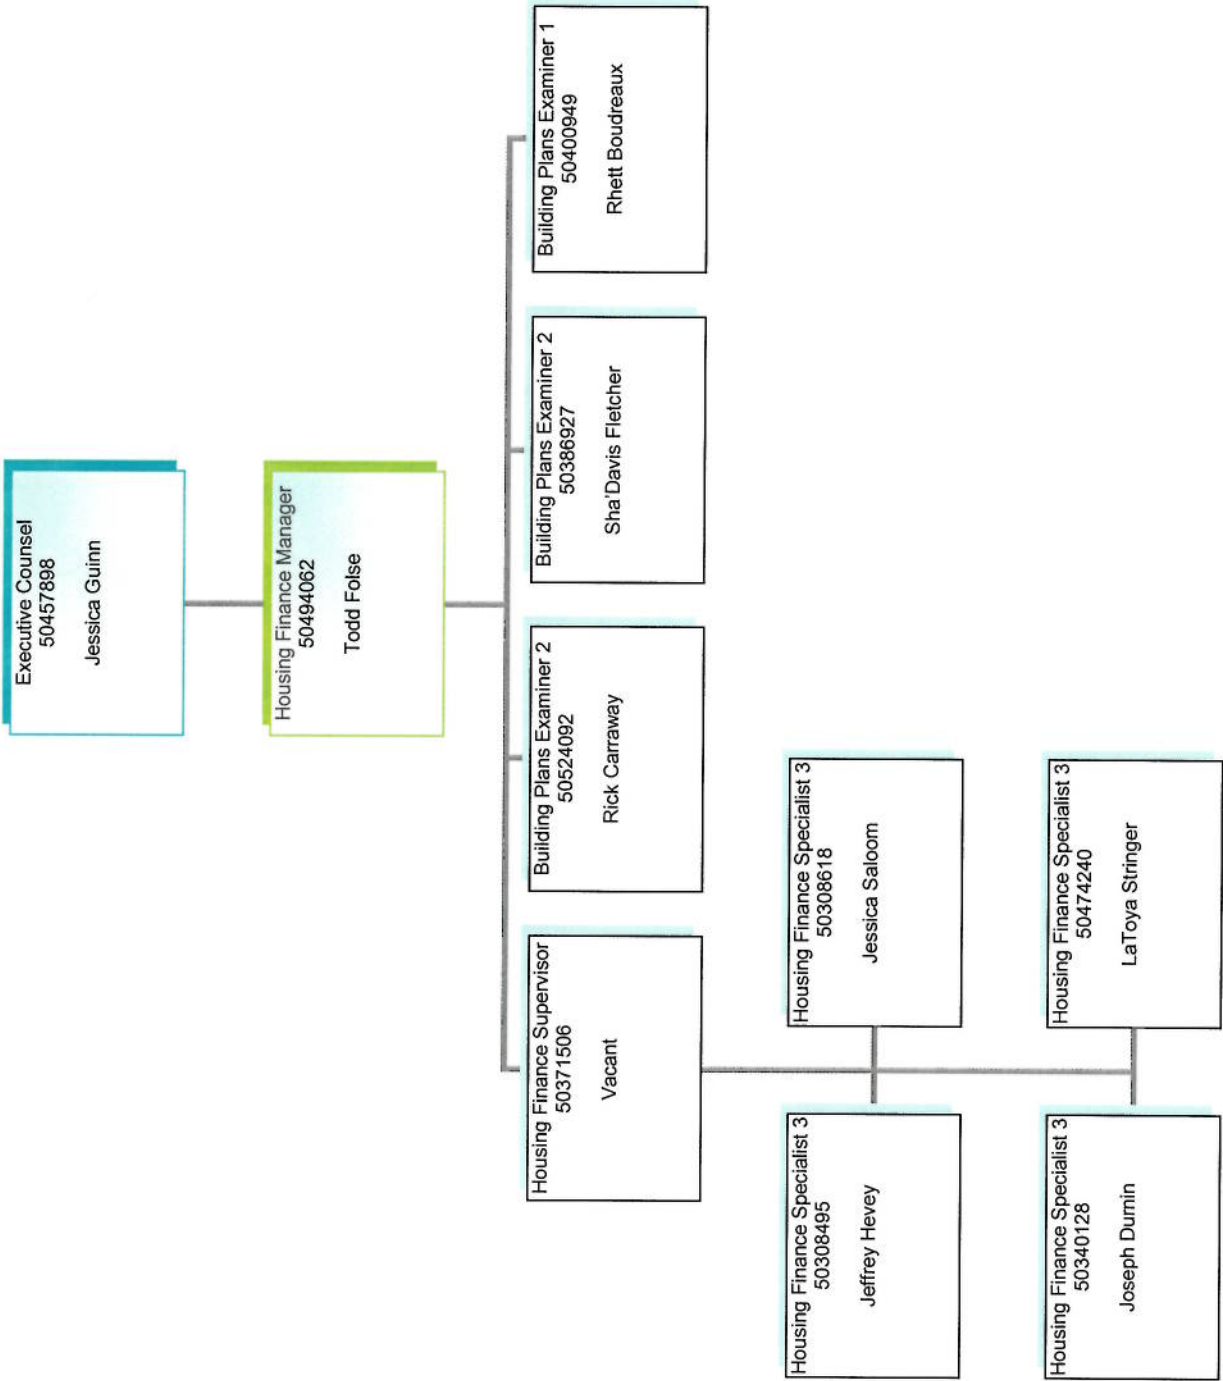 Executive Counsel
50457898
Jessica Guinn
Housing Finance Manager
50494062
Todd Folse
Housing Finance Supervisor
50371506
Vacant
Building Plans Examiner 2
50524092
Rick Carraway
Building Plans Examiner 2
50386927
Sha'Davis Fletcher
Building Plans Examiner 1
50400949
Rhett Boudreaux
Housing Finance Specialist 3
50308495
Jeffrey Hevey
Housing Finance Specialist 3
50308618
Jessica Saloom
Housing Finance Specialist 3
50340128
Joseph Durnin
Housing Finance Specialist 3
50474240
LaToya Stringer